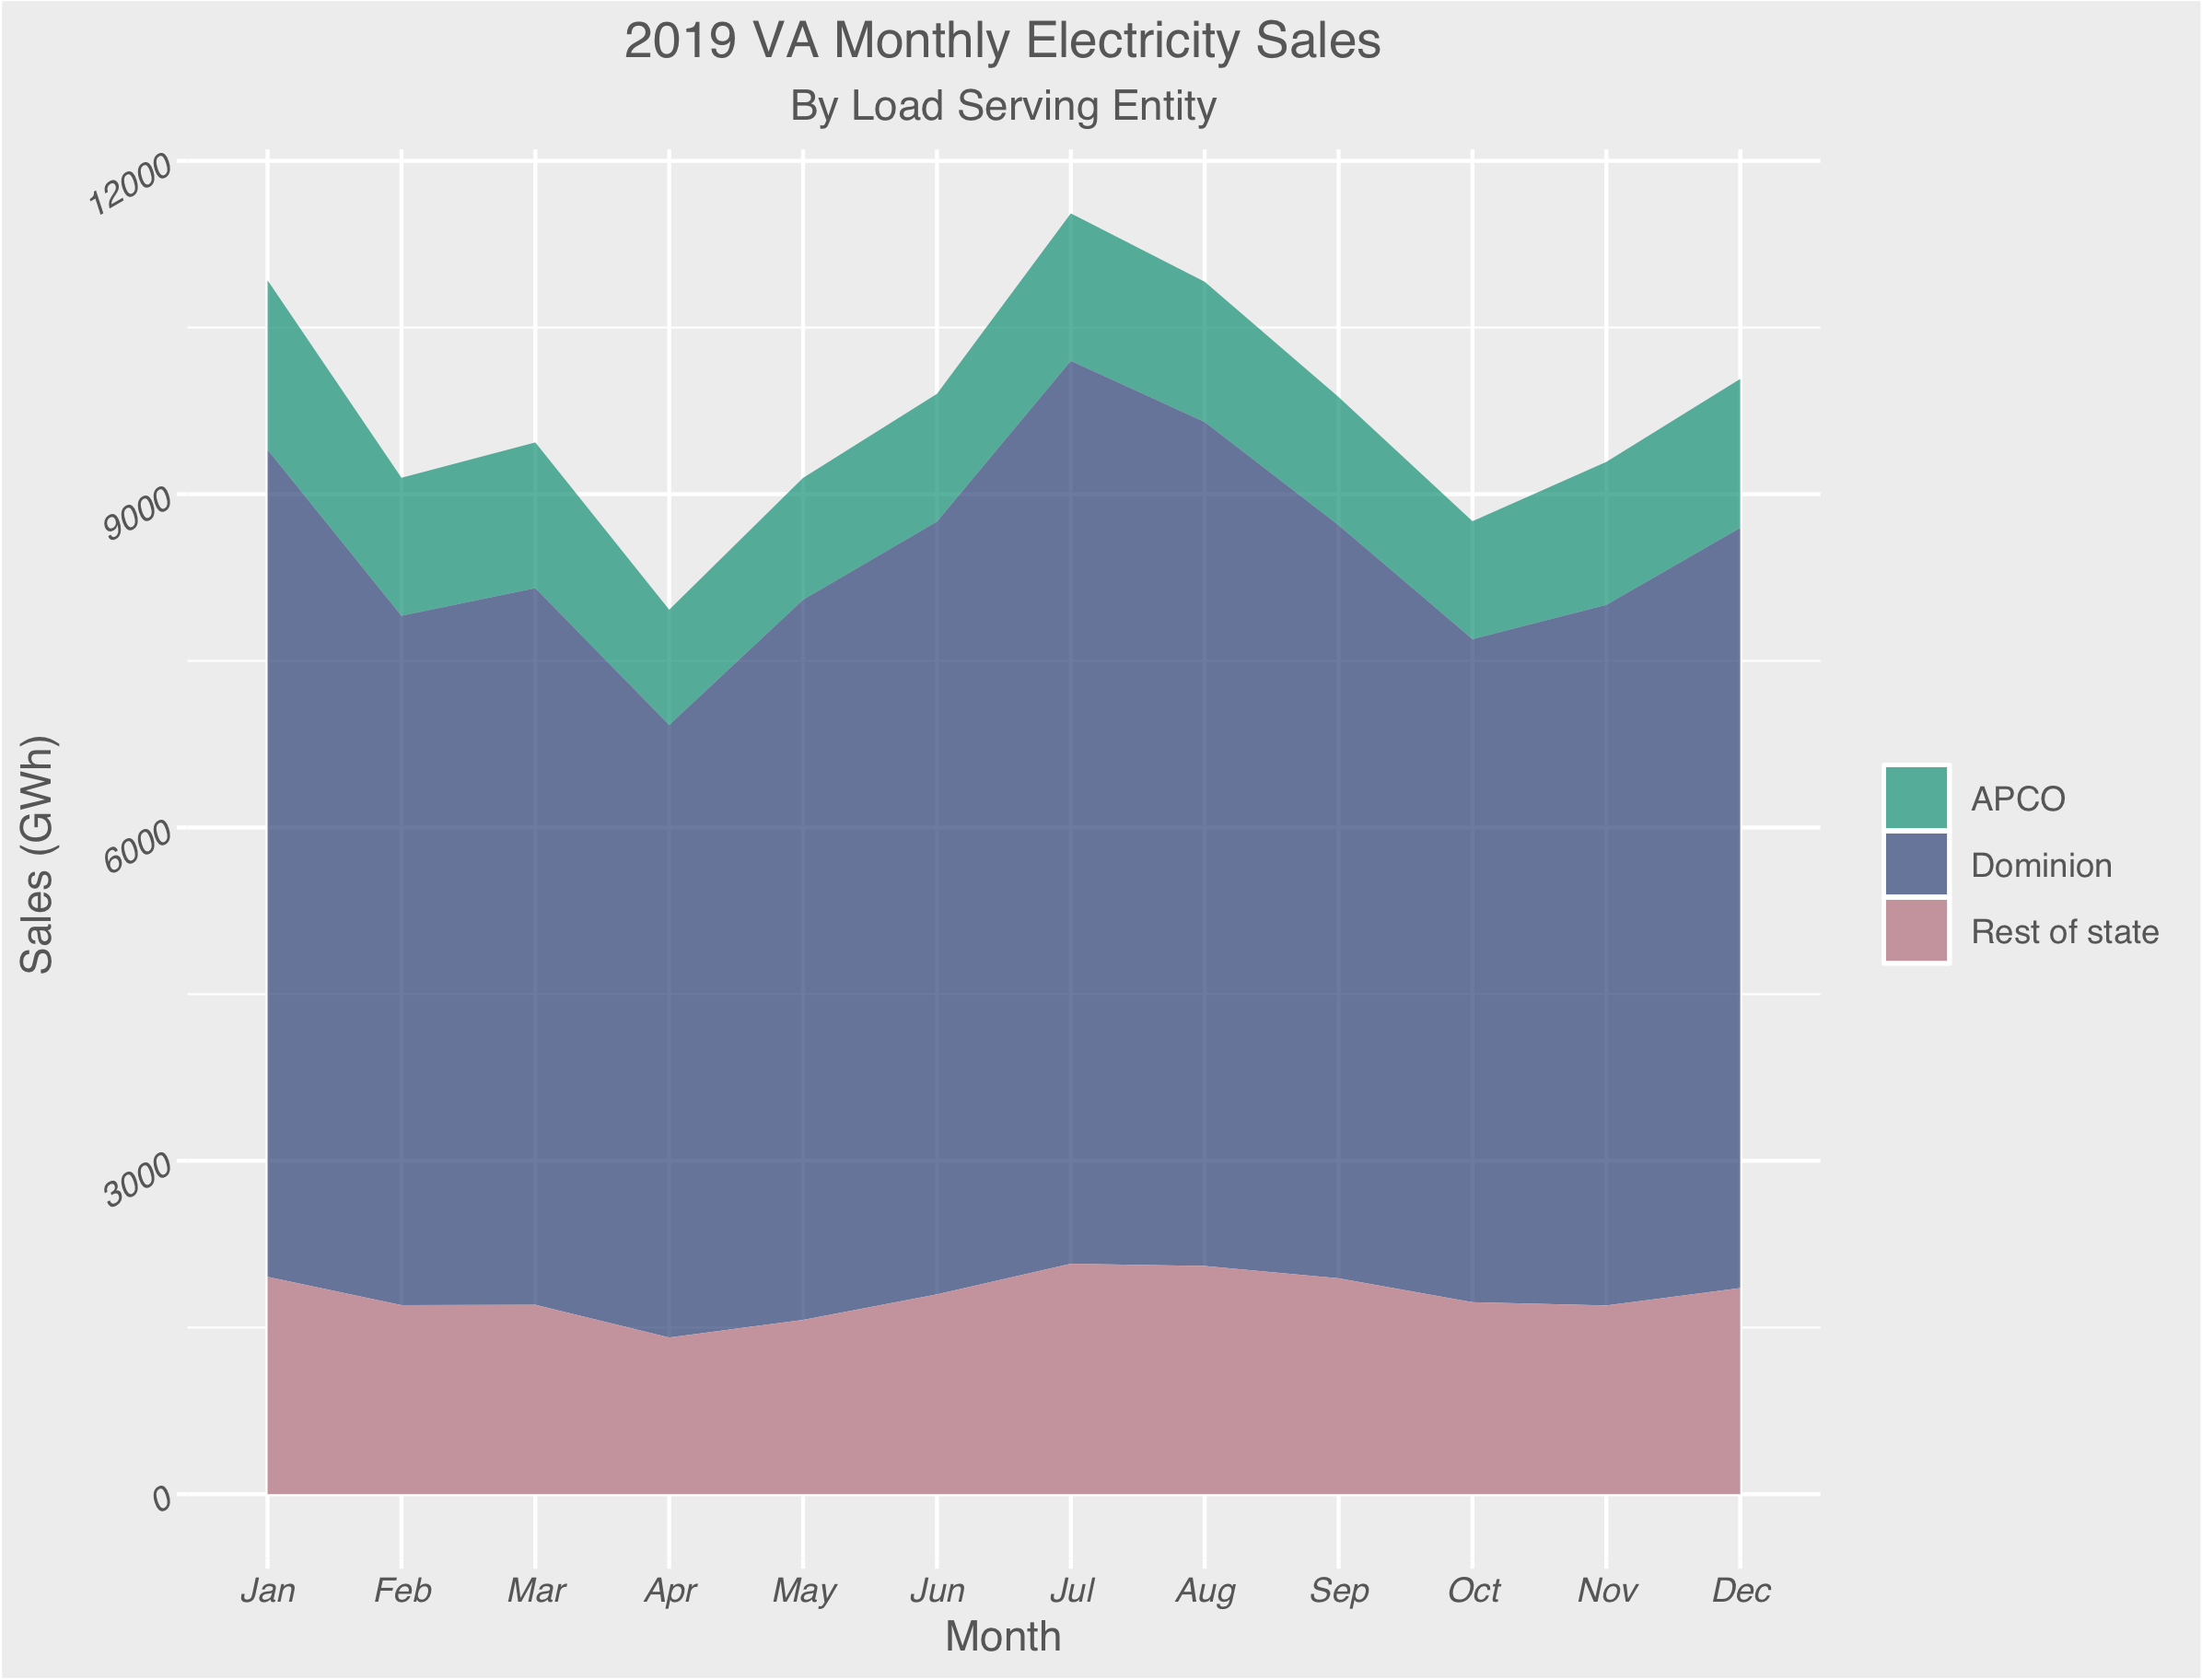 2019 VA Monthly Electricity Sales
By Load Serving Entity
12000
9000
6000
3000
0
Sales (GWh)
Jan Feb Mar Apr May Jun Jul Aug Sep Oct Nov Dec
Month
APCO
Dominion
Rest of state